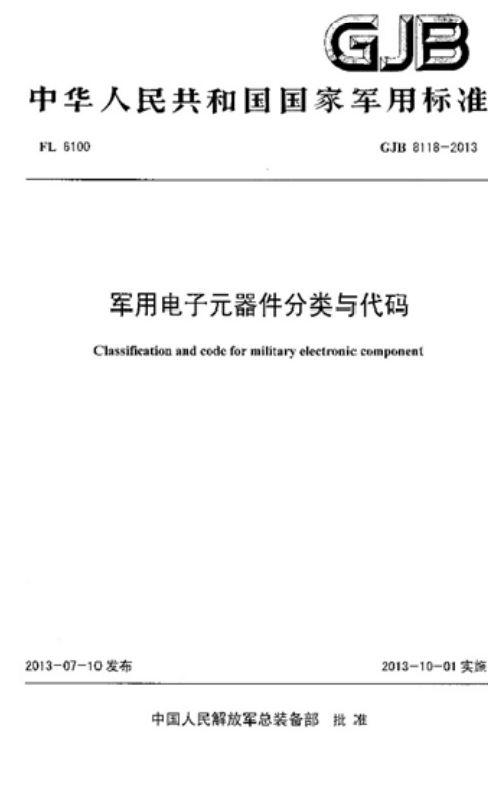 GJB
中华人民共和国国家军用标准
FL 6100
GJB 8118-2013
军用电子元器件分类与代码
Classification and code for military electronic component
2013-07-10 发布
2013-10-01 实施
中国人民解放军总装备部 批 准